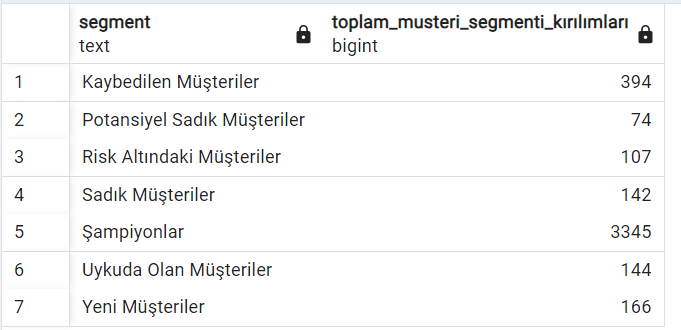 segment toplam_musteri_segmenti_kırılımları
text bigint
1 Kaybedilen Müşteriler 394
2 Potansiyel Sadık Müşteriler 74
3 Risk Altındaki Müşteriler 107
4 Sadık Müşteriler 142
5 Şampiyonlar 3345
6 Uykuda Olan Müşteriler 144
7 Yeni Müşteriler 166